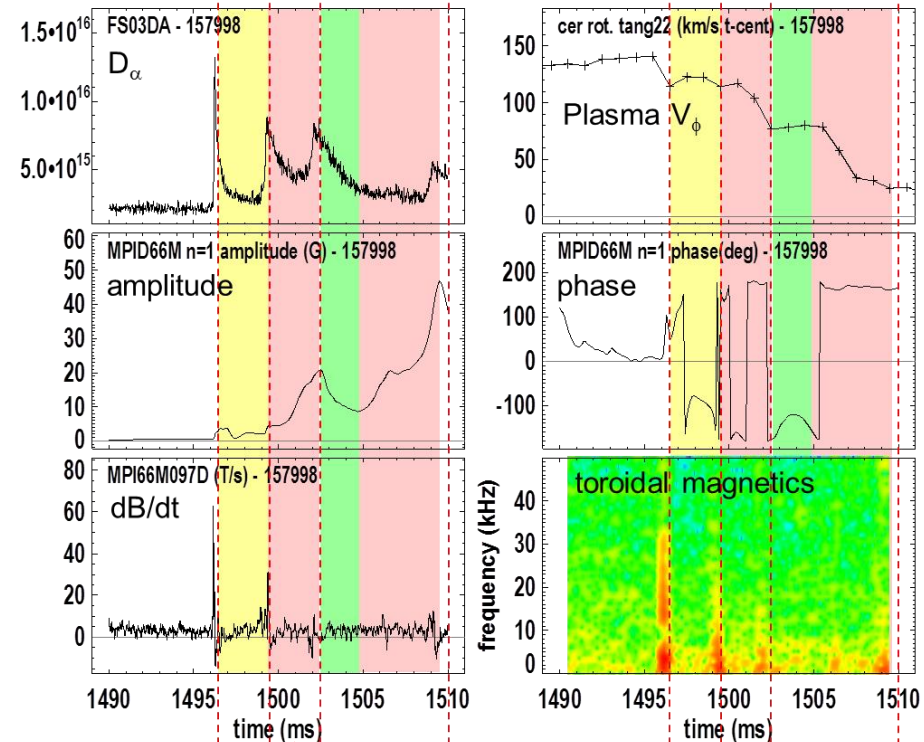 FS03DA - 157998
Dα
1.5•10¹⁶
1.0•10¹⁶
5.0•10¹⁵
cer rot. tang22 (km/s t-cent) - 157998
Plasma Vϕ
150
100
50
0
MPID66M n=1 amplitude (G) - 157998
amplitude
60
50
40
30
20
10
0
MPID66M n=1 phase(deg) - 157998
phase
200
100
0
-100
MPI66M097D (T/s) - 157998
dB/dt
80
60
40
20
0
1490 1495 1500 1505 1510
time (ms)
toroidal magnetics
frequency (kHz)
40
30
20
10
0
1490 1495 1500 1505 1510
time (ms)